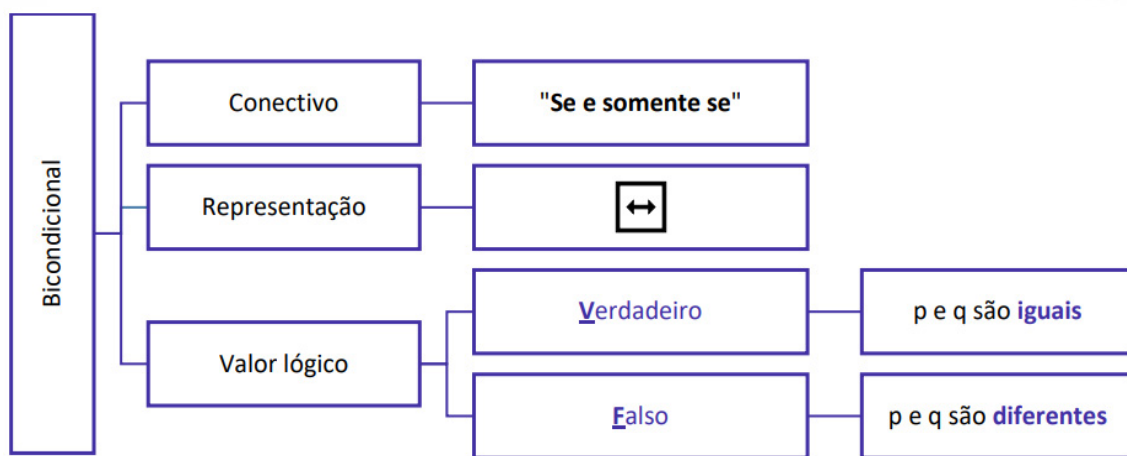 Bicondicional
Conectivo
"Se e somente se"
Representação
↔
Valor lógico
Verdadeiro
p e q são iguais
Falso
p e q são diferentes